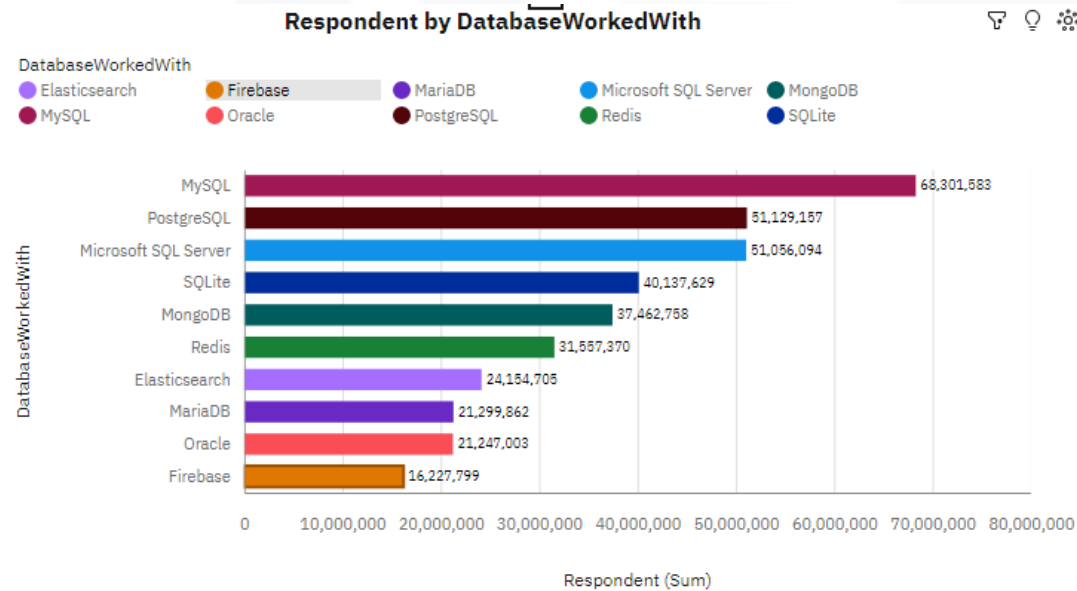 Respondent by DatabaseWorkedWith
DatabaseWorkedWith
Elasticsearch Firebase MariaDB Microsoft SQL Server MongoDB
MySQL Oracle PostgreSQL Redis SQLite
DatabaseWorkedWith
MySQL 68,301,583
PostgreSQL 51,129,157
Microsoft SQL Server 51,056,094
SQLite 40,137,629
MongoDB 37,462,758
Redis 31,557,370
Elasticsearch 24,154,705
MariaDB 21,299,862
Oracle 21,247,003
Firebase 16,227,799
0 10,000,000 20,000,000 30,000,000 40,000,000 50,000,000 60,000,000 70,000,000 80,000,000
Respondent (Sum)